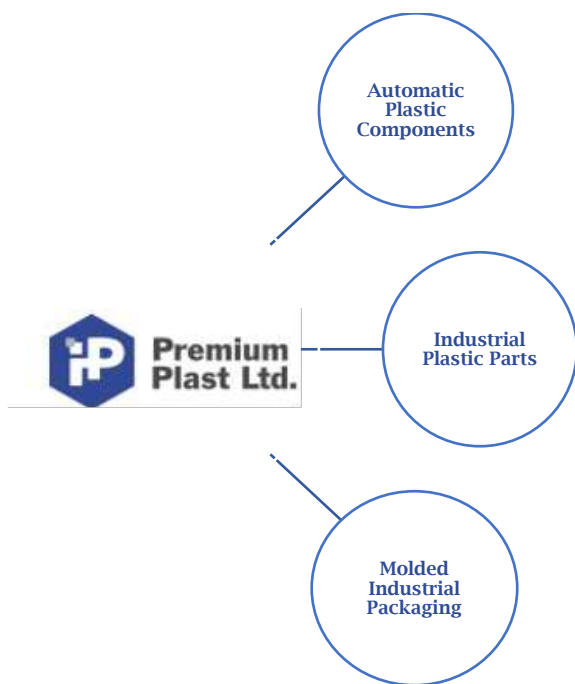 Automatic
Plastic
Components
iP
Premium
Plast Ltd.
Industrial
Plastic Parts
Molded
Industrial
Packaging